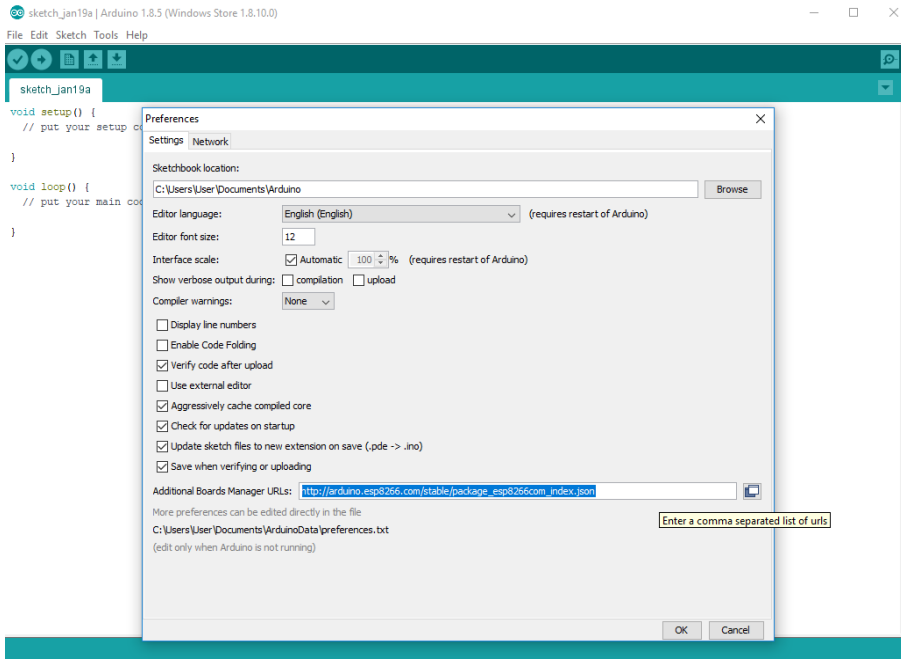 sketch_jan19a | Arduino 1.8.5 (Windows Store 1.8.10.0)
File Edit Sketch Tools Help
sketch_jan19a
void setup() {
// put your setup co
}
void loop() {
// put your main cod
}
Preferences
Settings Network
Sketchbook location:
C:\Users\User\Documents\Arduino Browse
Editor language: English (English) (requires restart of Arduino)
Editor font size: 12
Interface scale: Automatic 100 % (requires restart of Arduino)
Show verbose output during: compilation upload
Compiler warnings: None
Display line numbers
Enable Code Folding
Verify code after upload
Use external editor
Aggressively cache compiled core
Check for updates on startup
Update sketch files to new extension on save (.pde -> .ino)
Save when verifying or uploading
Additional Boards Manager URLs: http://arduino.esp8266.com/stable/package_esp8266com_index.json
More preferences can be edited directly in the file
Enter a comma separated list of urls
C:\Users\User\Documents\ArduinoData\preferences.txt
(edit only when Arduino is not running)
OK Cancel